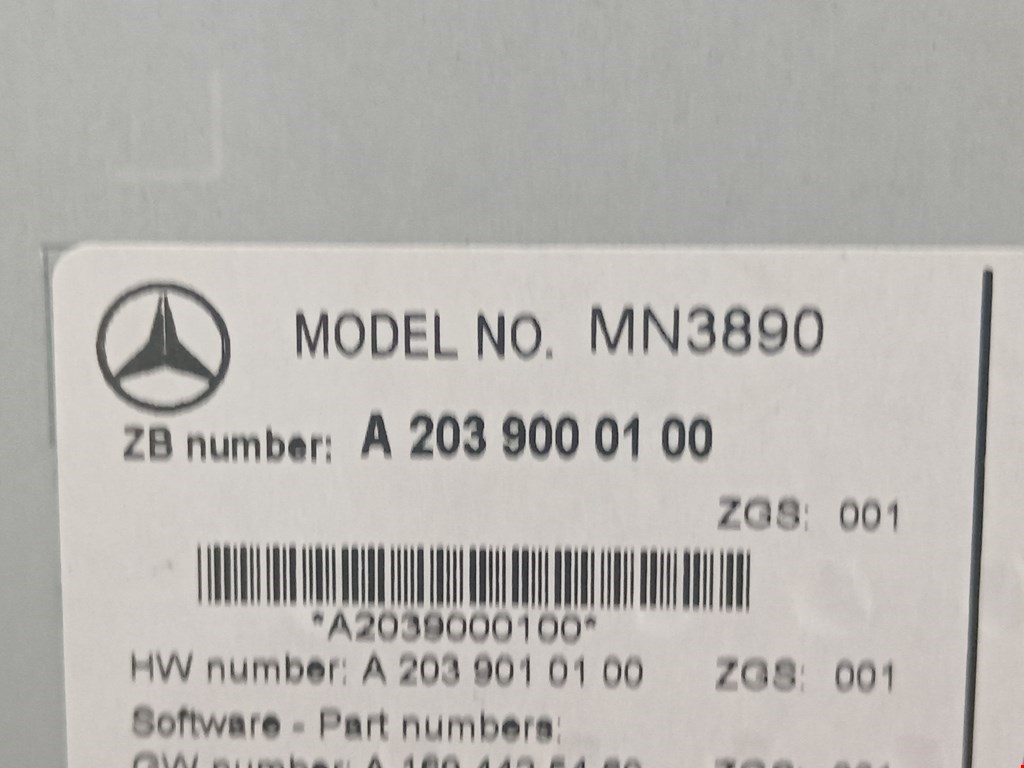 MODEL NO. MN3890
ZB number: A 203 900 01 00
ZGS: 001
*A2039000100*
HW number: A 203 901 01 00 ZGS: 001
Software - Part numbers: